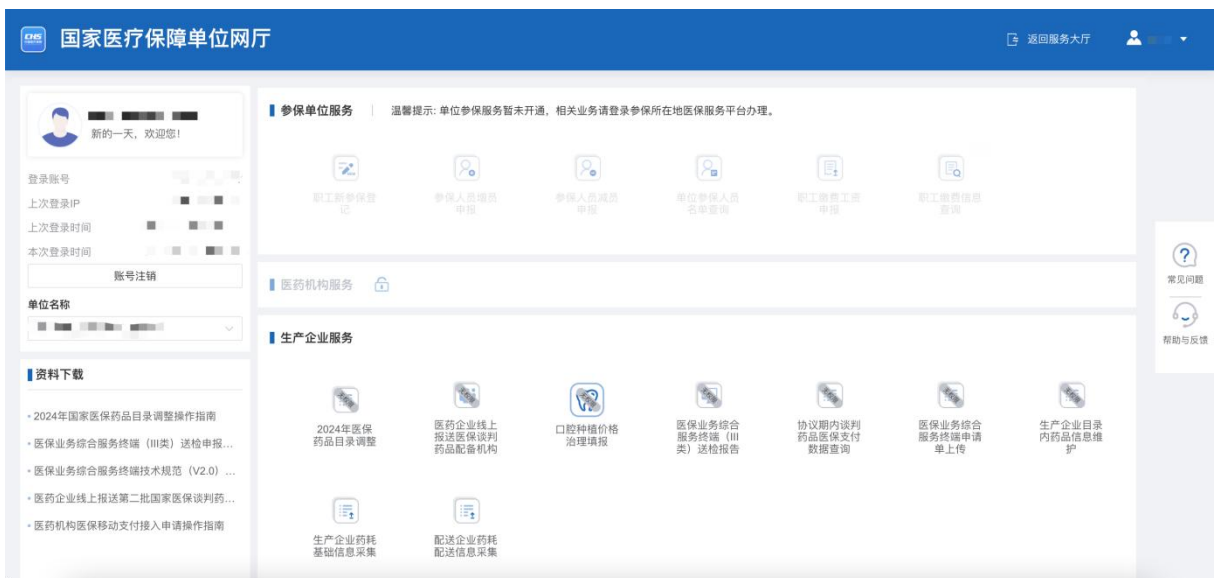 CHS
国家医疗保障单位网厅
返回服务大厅
新的一天，欢迎您！
登录账号
上次登录IP
上次登录时间
本次登录时间
账号注销
单位名称
资料下载
2024年国家医保药品目录调整操作指南
医保业务综合服务终端（III类）送检申报...
医保业务综合服务终端技术规范（V2.0）...
医药企业线上报送第二批国家医保谈判药...
医药机构医保移动支付接入申请操作指南
参保单位服务
温馨提示: 单位参保服务暂未开通，相关业务请登录参保所在地医保服务平台办理。
职工新参保登
记
参保人员增员
申报
参保人员减员
申报
单位参保人员
名单查询
职工缴费工资
申报
职工缴费信息
查询
医药机构服务
生产企业服务
2024年医保
药品目录调整
医药企业线上
报送医保谈判
药品配备机构
口腔种植价格
治理填报
医保业务综合
服务终端（III
类）送检报告
协议期内谈判
药品医保支付
数据查询
医保业务综合
服务终端申请
单上传
生产企业目录
内药品信息维
护
生产企业药耗
基础信息采集
配送企业药耗
配送信息采集
常见问题
帮助与反馈